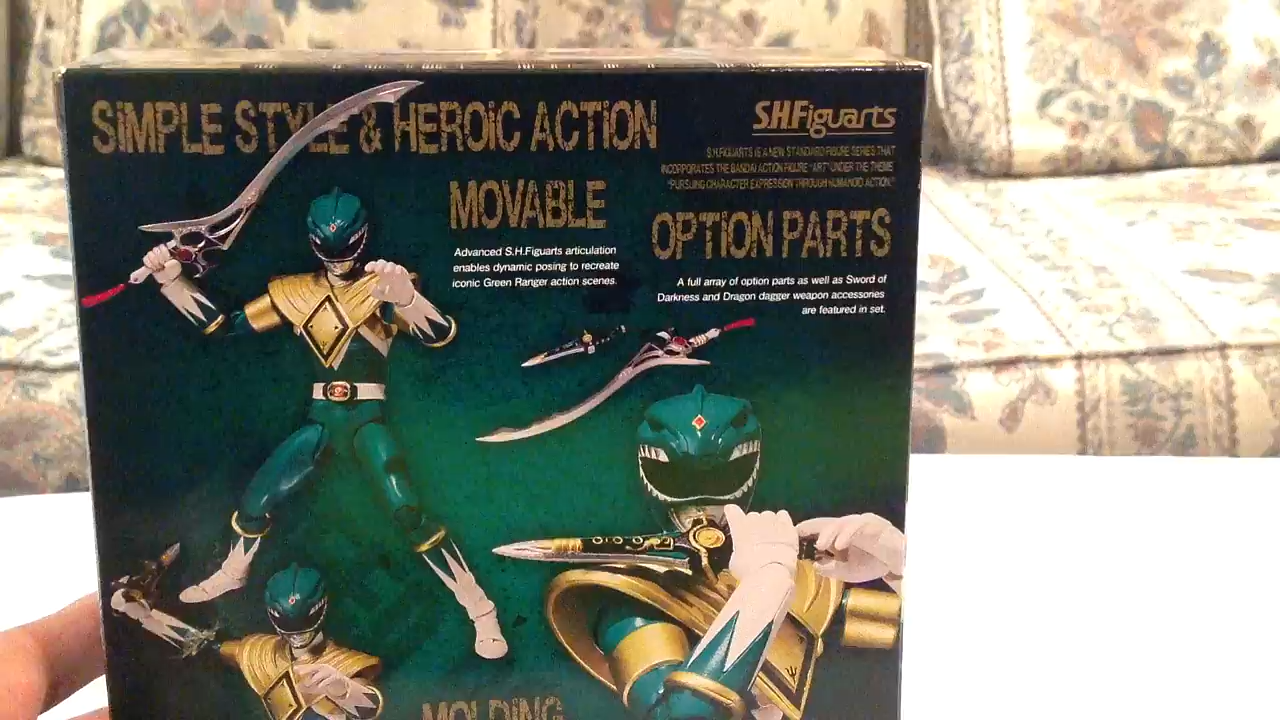 SiMPLE STYLE & HEROiC ACTiON
S.H.Figuarts
S.H.FIGUARTS IS A NEW STANDARD FIGURE SERIES THAT
INCORPORATES THE BANDAI ACTION FIGURE "ART" UNDER THE THEME
"PURSUING CHARACTER EXPRESSION THROUGH HUMANOID ACTION."
MOVABLE
Advanced S.H.Figuarts articulation
enables dynamic posing to recreate
iconic Green Ranger action scenes.
OPTiON PARTS
A full array of option parts as well as Sword of
Darkness and Dragon dagger weapon accessories
are featured in set.
MOLDING